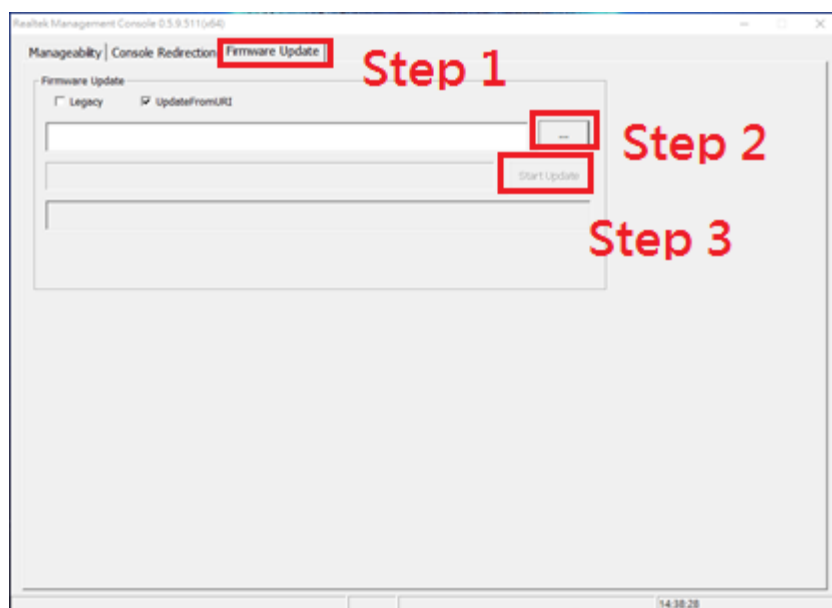 Realtek Management Console 0.5.9.511(x64)
Manageability Console Redirection Firmware Update
Step 1
Firmware Update
Legacy UpdateFromURI
...
Step 2
Start Update
Step 3
14:38:28